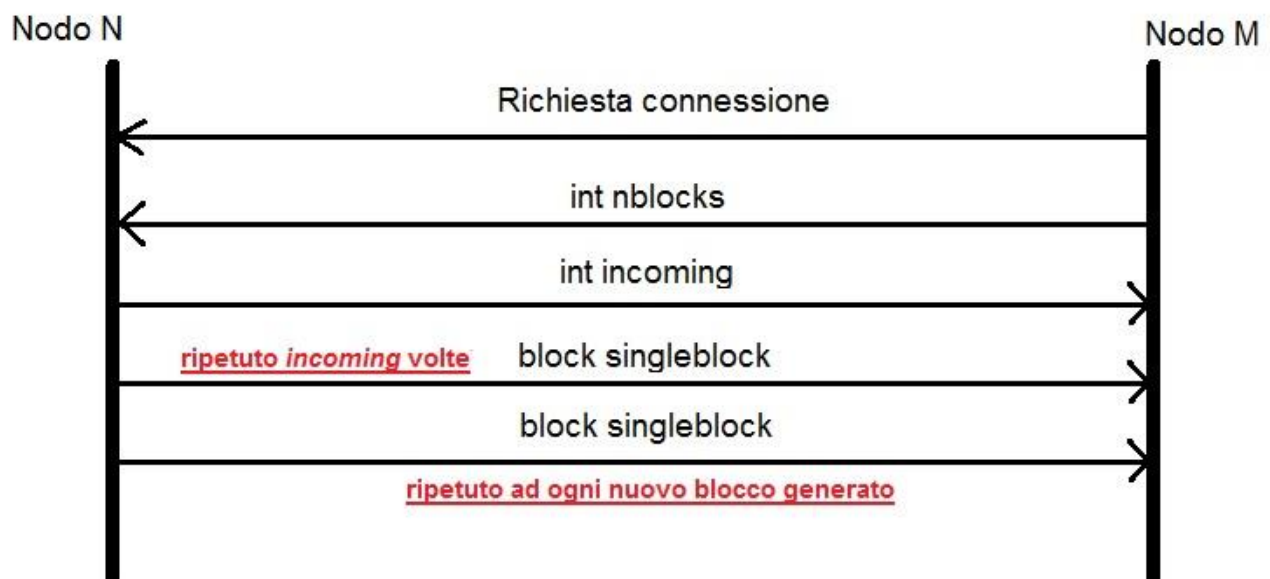 Nodo N
Nodo M
Richiesta connessione
int nblocks
int incoming
ripetuto incoming volte
block singleblock
block singleblock
ripetuto ad ogni nuovo blocco generato